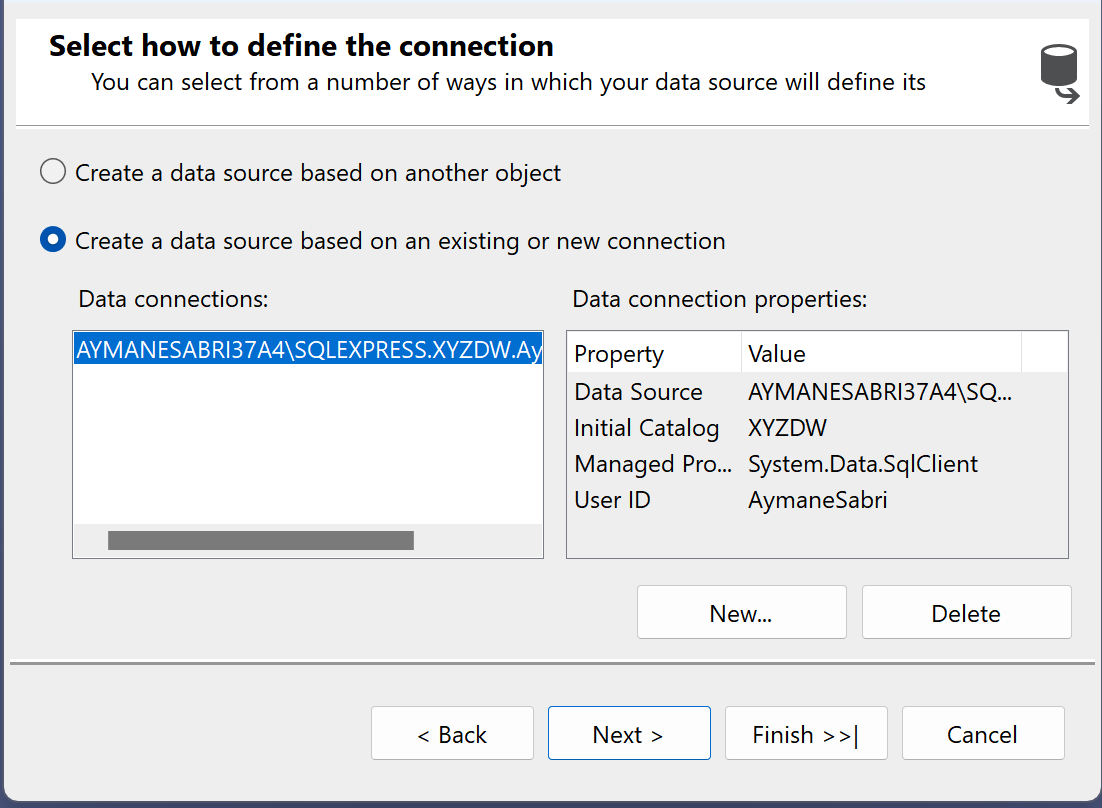 Select how to define the connection
You can select from a number of ways in which your data source will define its
Create a data source based on another object
Create a data source based on an existing or new connection
Data connections:
Data connection properties:
AYMANESABRI37A4\SQLEXPRESS.XYZDW.Ay
Property Value
Data Source AYMANESABRI37A4\SQ...
Initial Catalog XYZDW
Managed Pro... System.Data.SqlClient
User ID AymaneSabri
New... Delete
< Back Next > Finish >>| Cancel